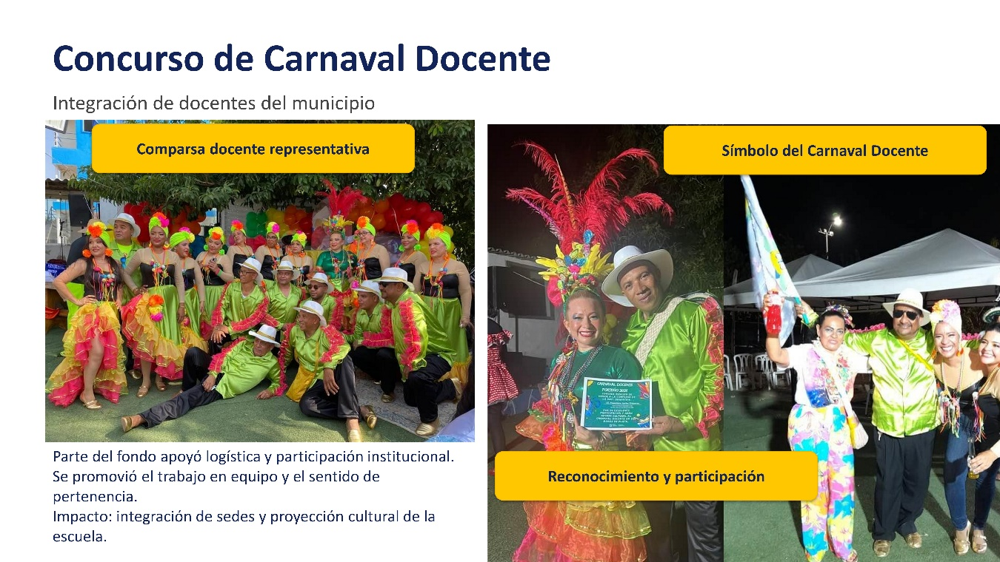 Concurso de Carnaval Docente
Integración de docentes del municipio
Comparsa docente representativa
Símbolo del Carnaval Docente
CARNAVAL DOCENTE
PORTEÑO 2025
Reconocimiento y participación
Parte del fondo apoyó logística y participación institucional.
Se promovió el trabajo en equipo y el sentido de
pertenencia.
Impacto: integración de sedes y proyección cultural de la
escuela.